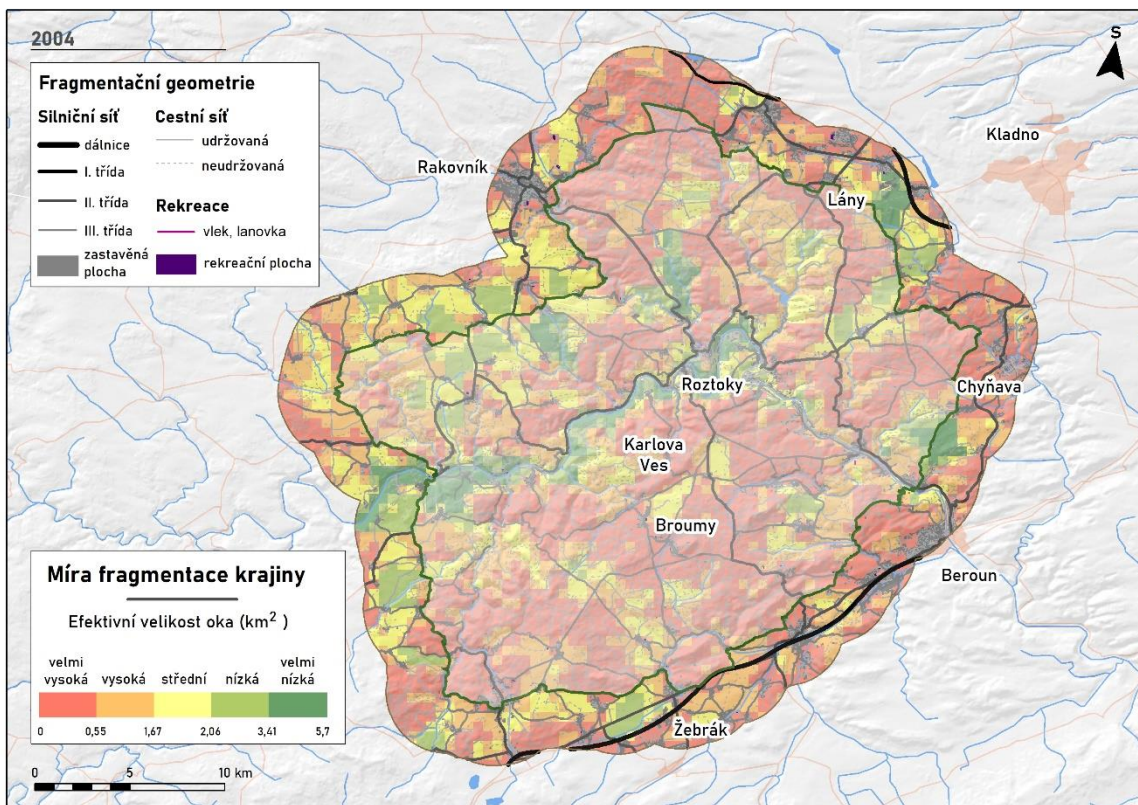 2004
S
Fragmentační geometrie
Silniční síť
Cestní síť
dálnice
udržovaná
I. třída
neudržovaná
II. třída
Rekreace
III. třída
vlek, lanovka
zastavěná
plocha
rekreační plocha
Kladno
Rakovník
Lány
Roztoky
Chyňava
Karlova
Ves
Broumy
Beroun
Žebrák
Míra fragmentace krajiny
Efektivní velikost oka (km² )
velmi
vysoká
vysoká
střední
nízká
velmi
nízká
0 0,55 1,67 2,06 3,41 5,7
0 5 10 km